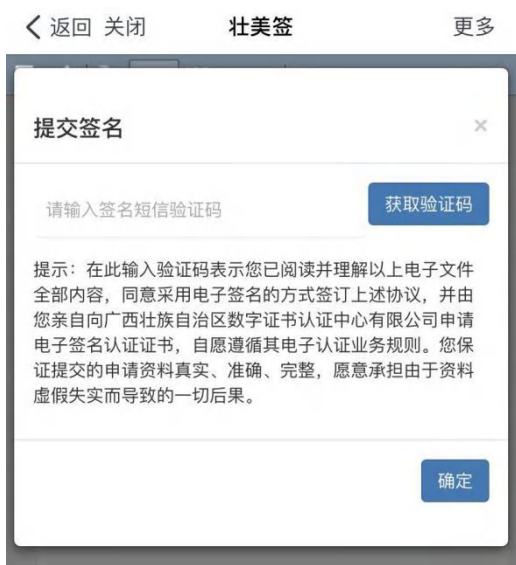 返回 关闭 壮美签 更多
提交签名 ×
请输入签名短信验证码 获取验证码
提示：在此输入验证码表示您已阅读并理解以上电子文件
全部内容，同意采用电子签名的方式签订上述协议，并由
您亲自向广西壮族自治区数字证书认证中心有限公司申请
电子签名认证证书，自愿遵循其电子认证业务规则。您保
证提交的申请资料真实、准确、完整，愿意承担由于资料
虚假失实而导致的一切后果。
确定